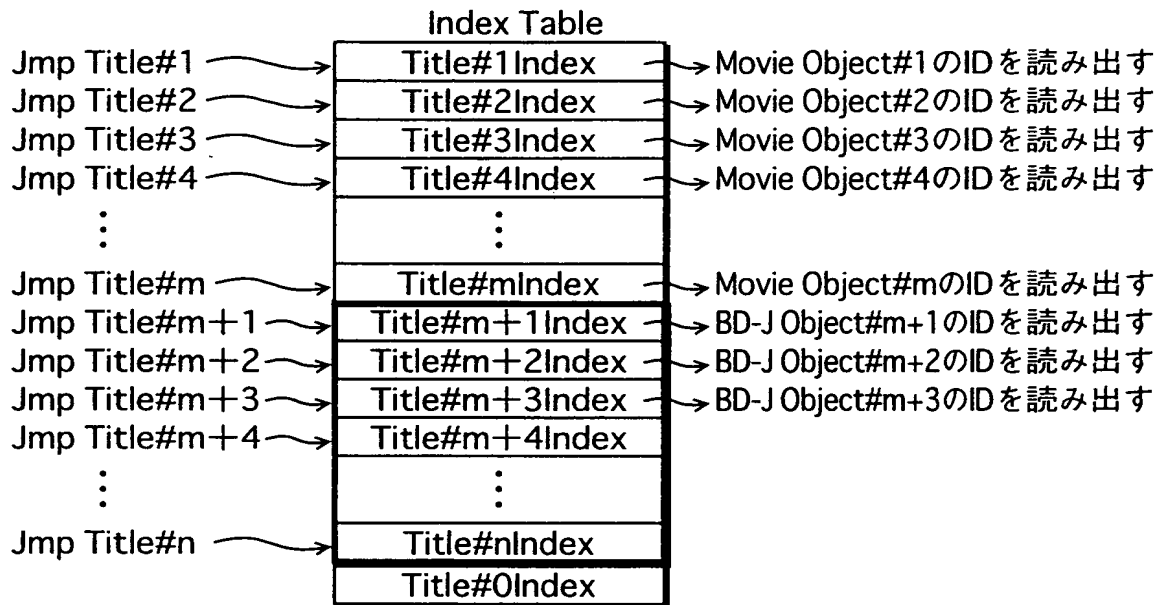 Index Table
Jmp Title#1 Title#1Index Movie Object#1のIDを読み出す
Jmp Title#2 Title#2Index Movie Object#2のIDを読み出す
Jmp Title#3 Title#3Index Movie Object#3のIDを読み出す
Jmp Title#4 Title#4Index Movie Object#4のIDを読み出す
⋮ ⋮
Jmp Title#m Title#mIndex Movie Object#mのIDを読み出す
Jmp Title#m+1 Title#m+1Index BD-J Object#m+1のIDを読み出す
Jmp Title#m+2 Title#m+2Index BD-J Object#m+2のIDを読み出す
Jmp Title#m+3 Title#m+3Index BD-J Object#m+3のIDを読み出す
Jmp Title#m+4 Title#m+4Index
⋮ ⋮
Jmp Title#n Title#nIndex
Title#0Index